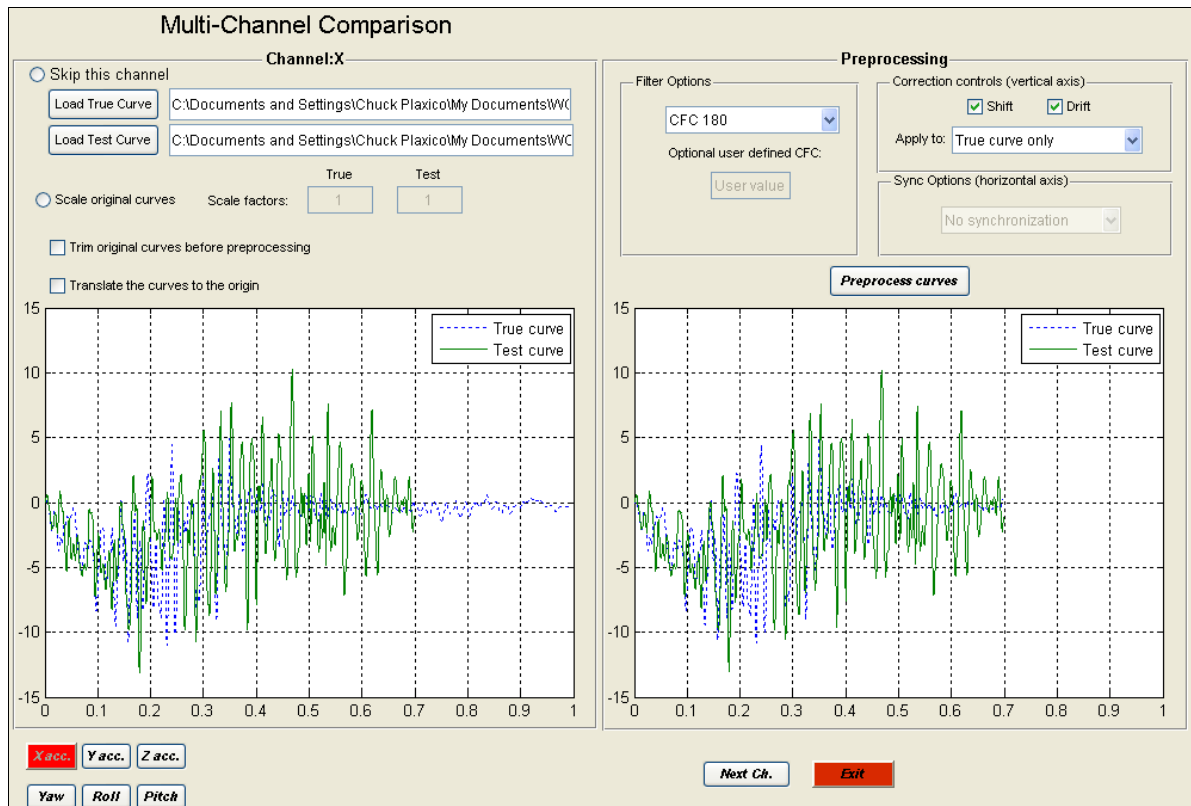 Multi-Channel Comparison
Channel:X
Skip this channel
Load True Curve C:\Documents and Settings\Chuck Plaxico\My Documents\WC
Load Test Curve C:\Documents and Settings\Chuck Plaxico\My Documents\WC
True Test
Scale original curves Scale factors: 1 1
Trim original curves before preprocessing
Translate the curves to the origin
15
10
5
0
-5
-10
-15
0 0.1 0.2 0.3 0.4 0.5 0.6 0.7 0.8 0.9 1
True curve
Test curve
X acc. Y acc. Z acc.
Yaw Roll Pitch
Preprocessing
Filter Options
CFC 180
Optional user defined CFC:
User value
Correction controls (vertical axis)
Shift Drift
Apply to: True curve only
Sync Options (horizontal axis)
No synchronization
Preprocess curves
15
10
5
0
-5
-10
-15
0 0.1 0.2 0.3 0.4 0.5 0.6 0.7 0.8 0.9 1
True curve
Test curve
Next Ch. Exit